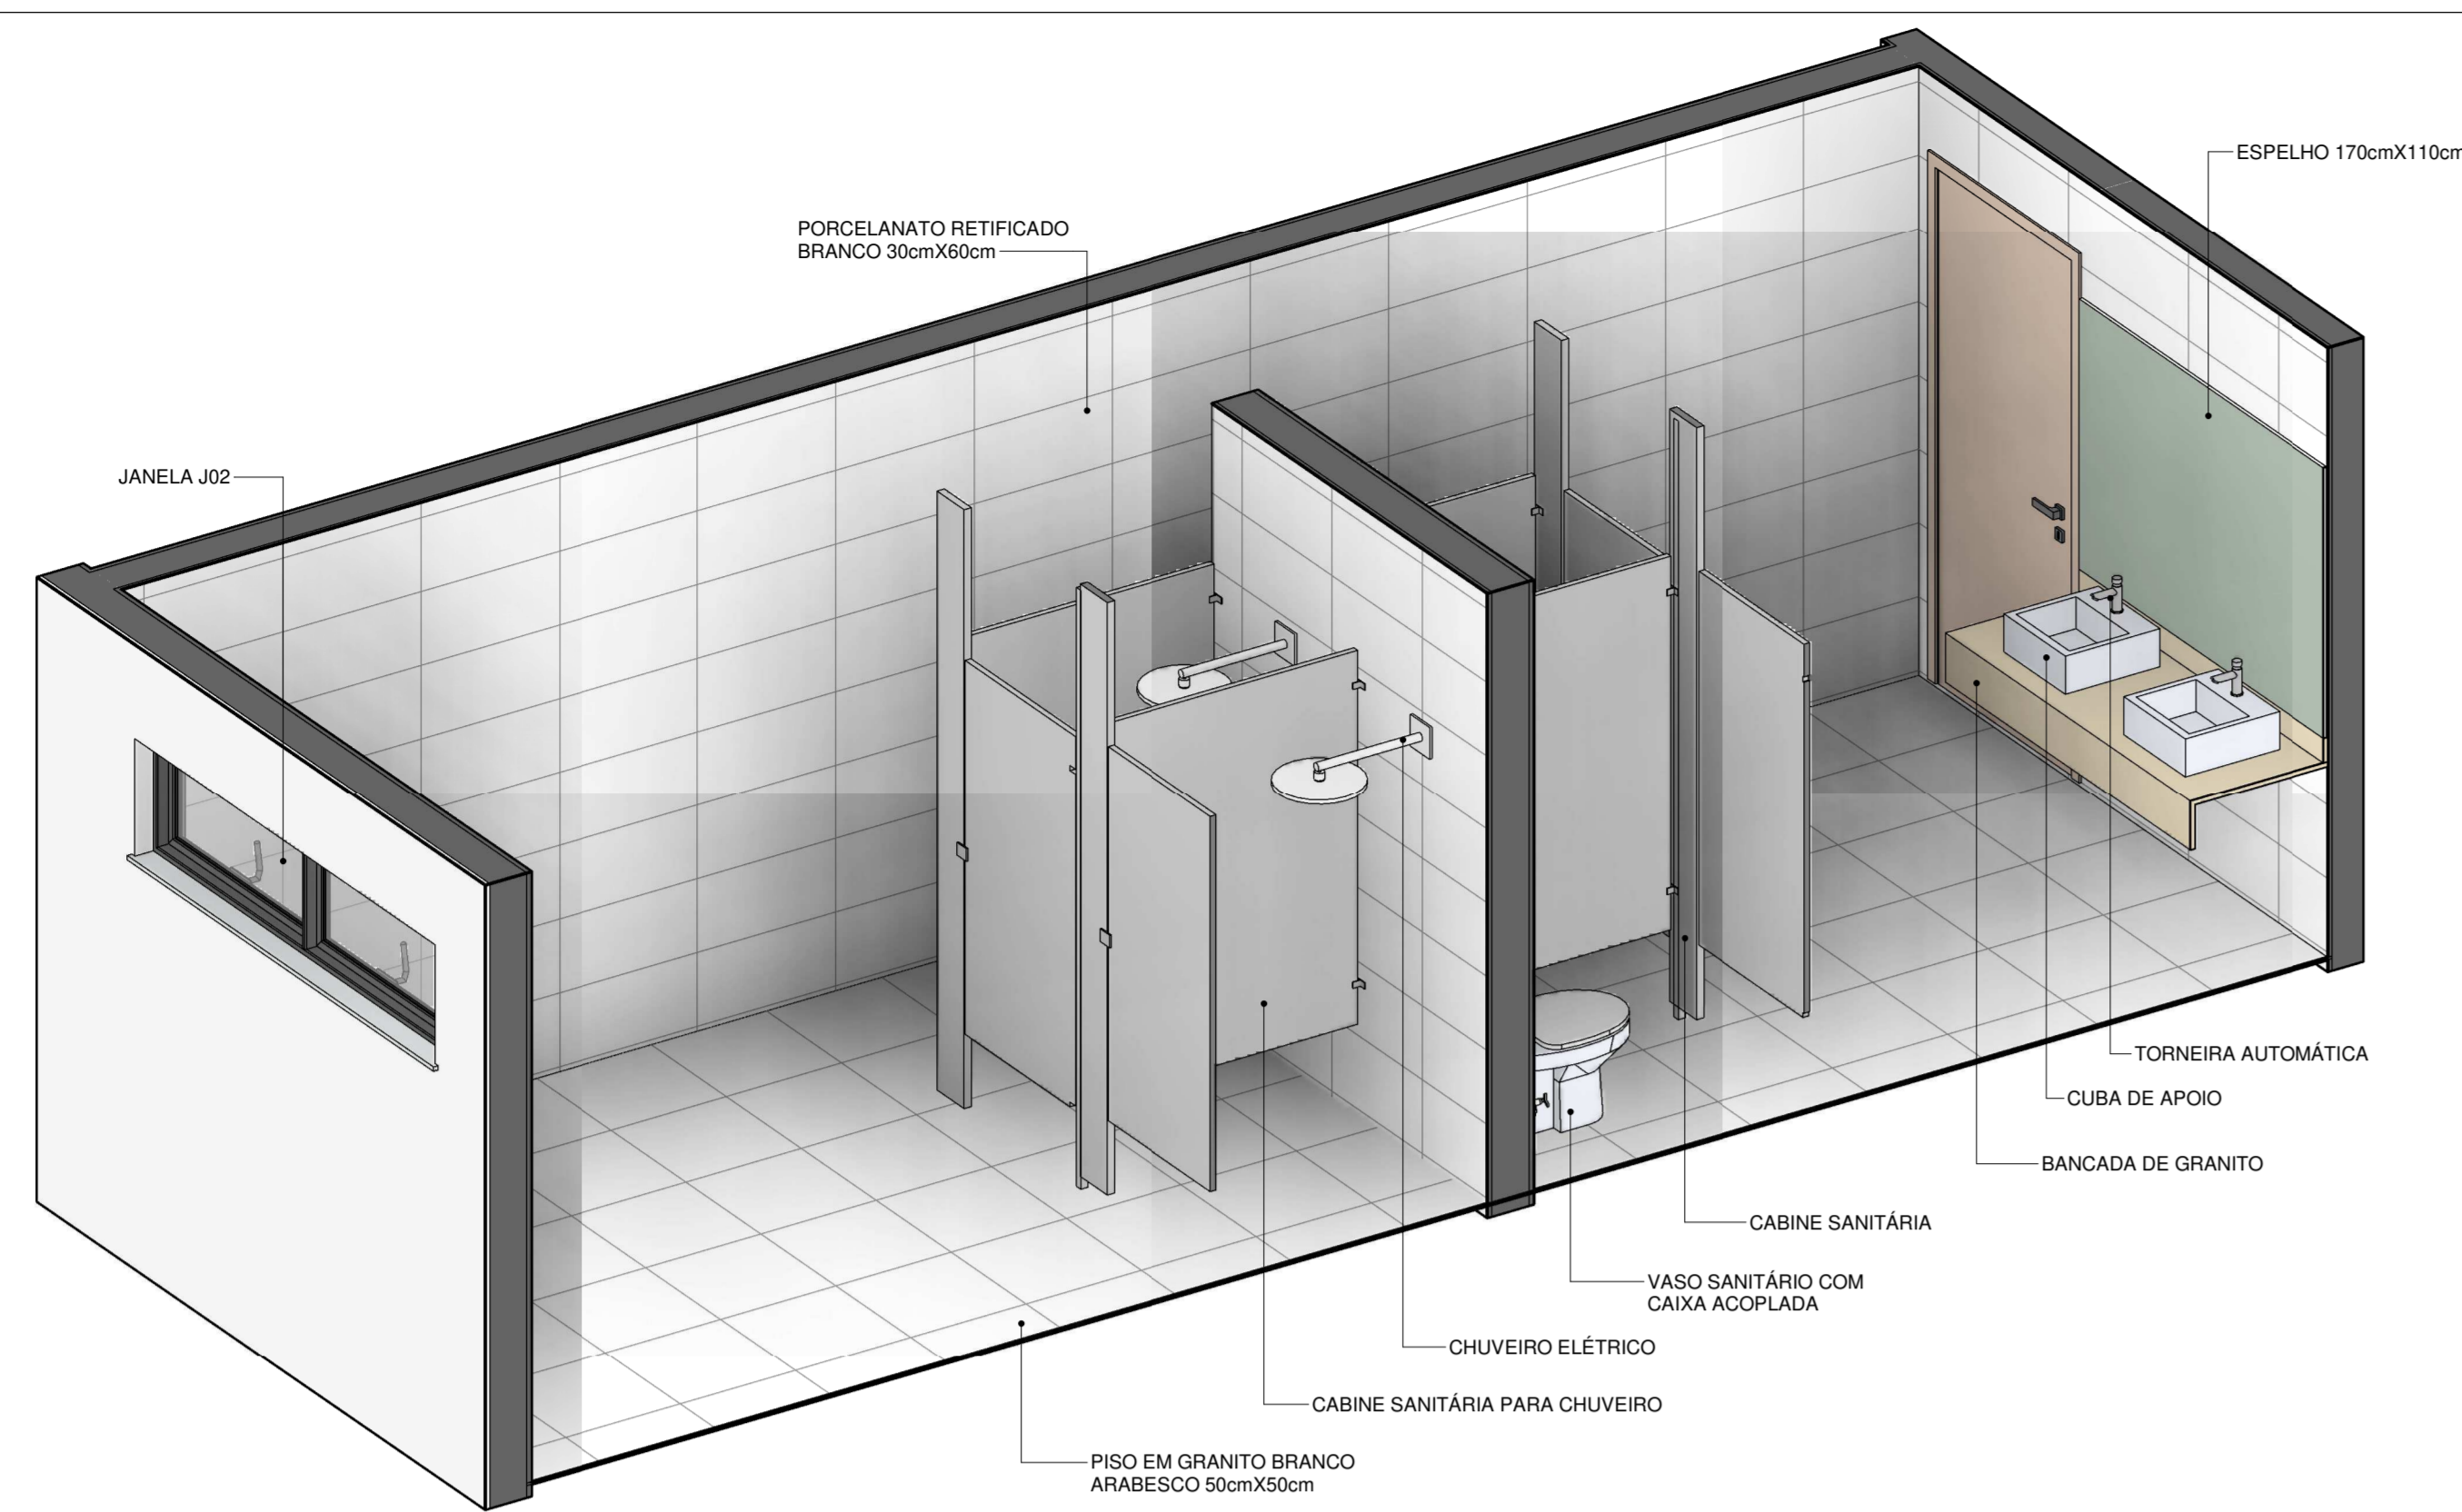 ESPELHO 170cmX110cm
PORCELANATO RETIFICADO
BRANCO 30cmX60cm
JANELA J02
TORNEIRA AUTOMÁTICA
CUBA DE APOIO
BANCADA DE GRANITO
CABINE SANITÁRIA
VASO SANITÁRIO COM
CAIXA ACOPLADA
CHUVEIRO ELÉTRICO
CABINE SANITÁRIA PARA CHUVEIRO
PISO EM GRANITO BRANCO
ARABESCO 50cmX50cm